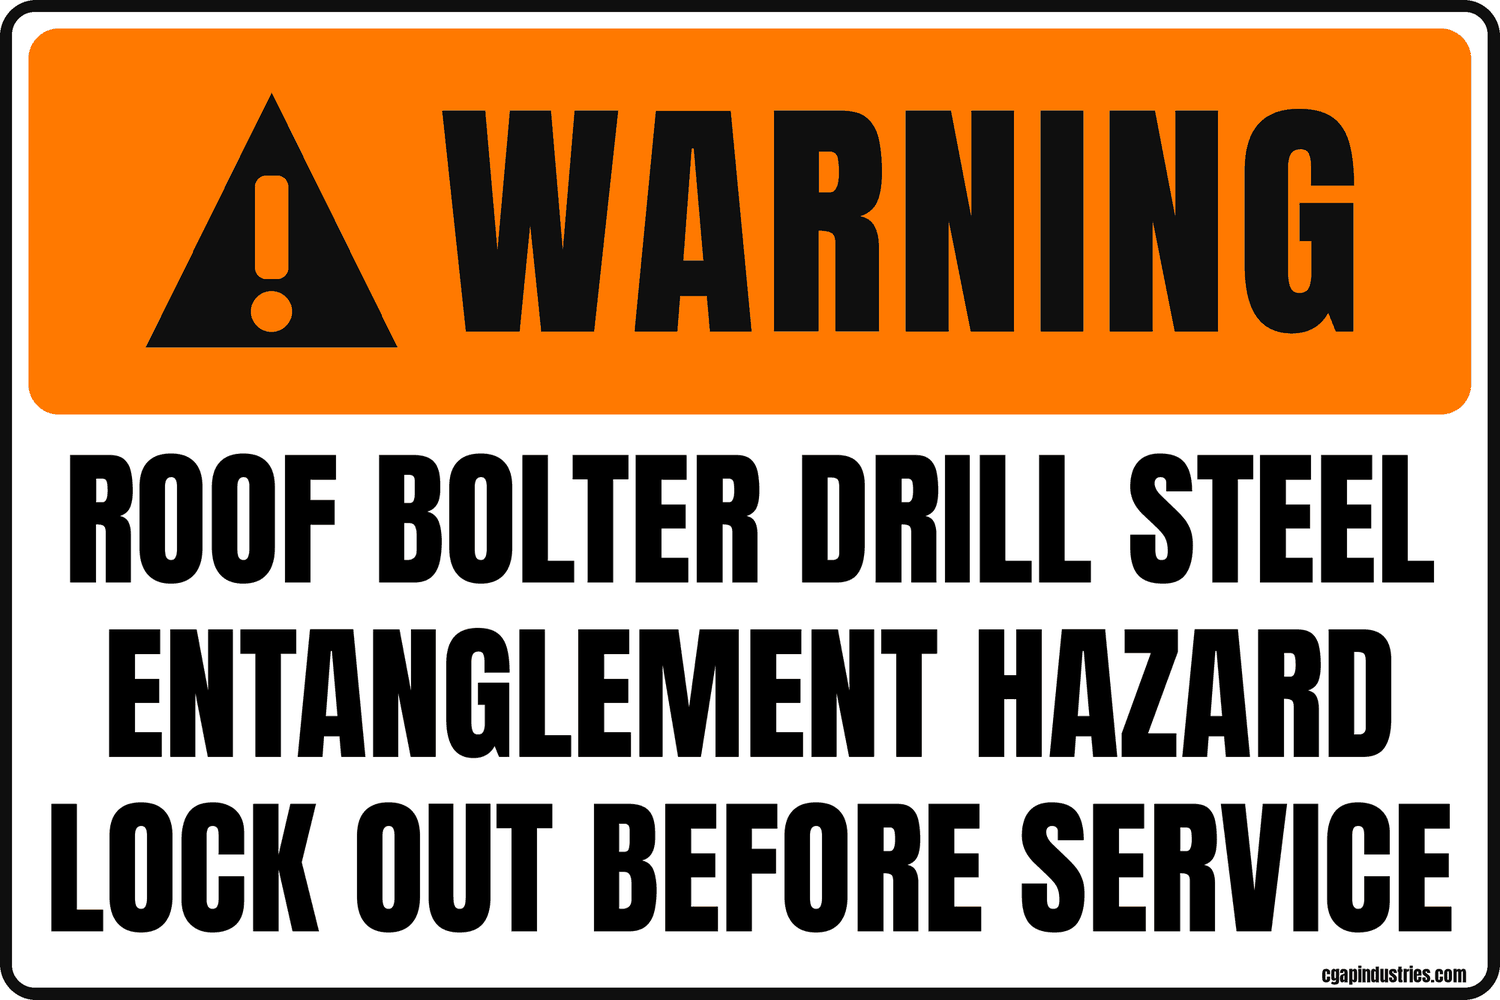 WARNING
ROOF BOLTER DRILL STEEL
ENTANGLEMENT HAZARD
LOCK OUT BEFORE SERVICE
cgapindustries.com